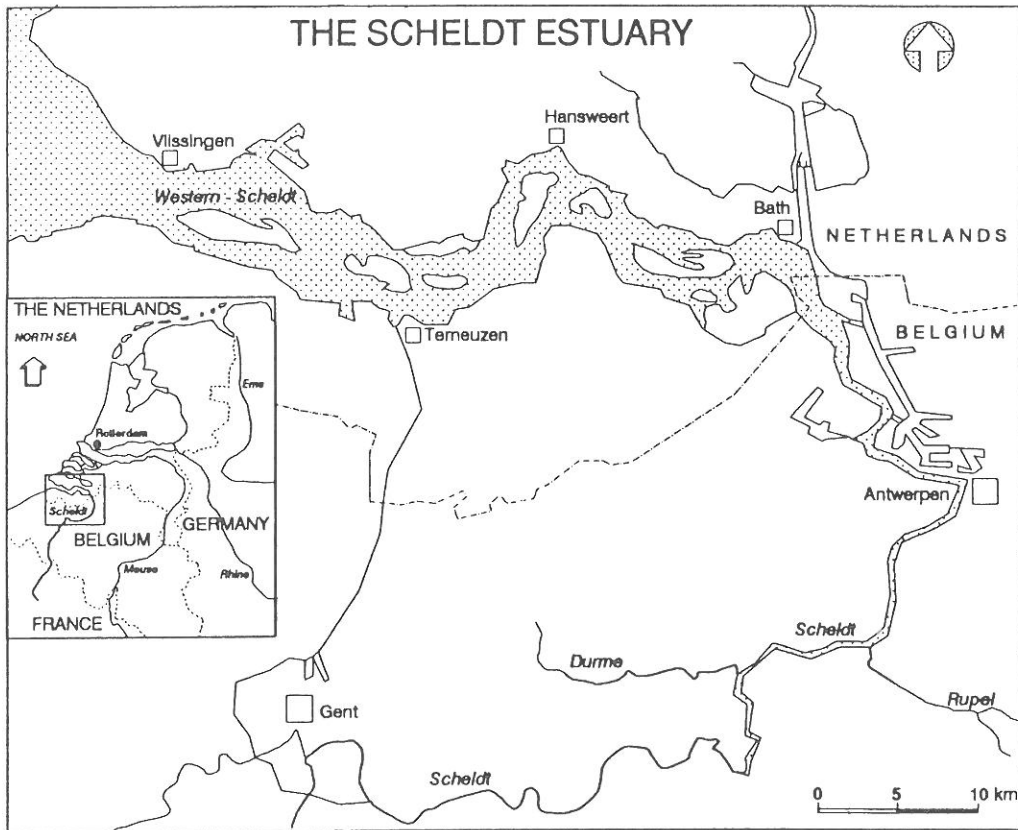 THE SCHELDT ESTUARY
Vlissingen
Hansweert
Western - Scheldt
Bath
NETHERLANDS
BELGIUM
Terneuzen
THE NETHERLANDS
NORTH SEA
Ems
Rotterdam
Scheldt
GERMANY
BELGIUM
Meuse
Rhine
FRANCE
Antwerpen
Scheldt
Durme
Rupel
Gent
Scheldt
0 5 10 km